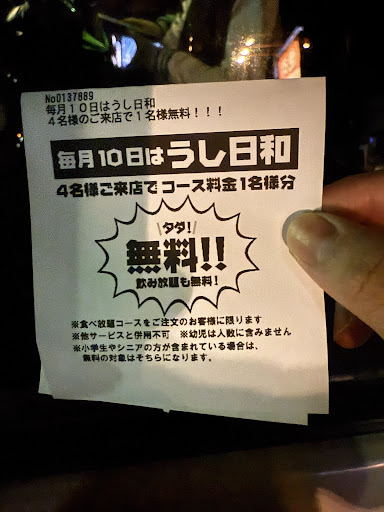 No0137889
毎月10日はうし日和
4名様のご来店で1名様無料!!!
毎月10日はうし日和
4名様ご来店でコース料金1名様分
\タダ!/
無料!!
飲み放題も無料!
※食べ放題コースをご注文のお客様に限ります
※他サービスと併用不可 ※幼児は人数に含みません
※小学生やシニアの方が含まれている場合は、
無料の対象はそちらになります。